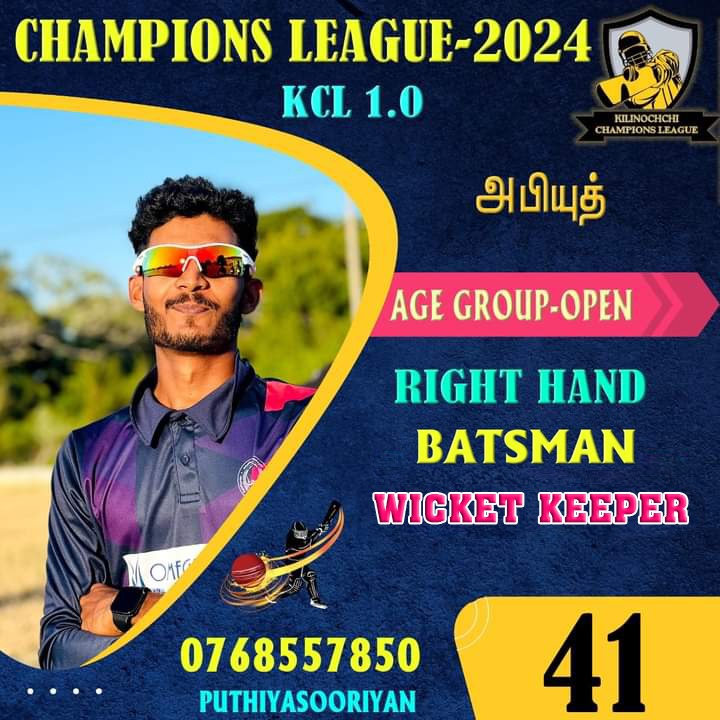 CHAMPIONS LEAGUE-2024
KCL 1.0
KILINOCHCHI
CHAMPIONS LEAGUE
அபியுத்
AGE GROUP-OPEN
RIGHT HAND
BATSMAN
WICKET KEEPER
0768557850
PUTHIYASOORIYAN
41